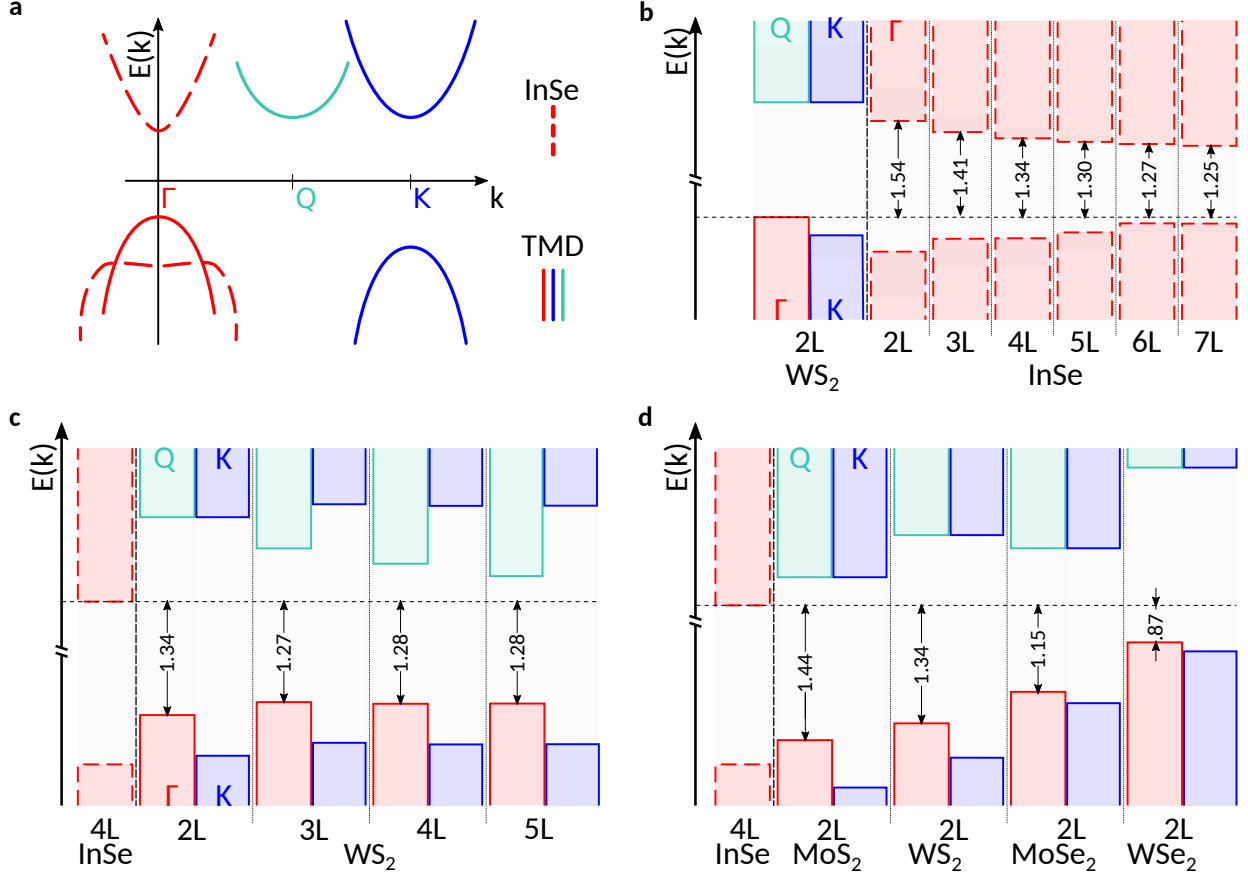 a
E(k)
InSe
Γ
Q
K
k
TMD
b
E(k)
Q
K
Γ
1.54
1.41
1.34
1.30
1.27
1.25
Γ
K
2L
2L
3L
4L
5L
6L
7L
WS2
InSe
c
E(k)
Q
K
1.34
1.27
1.28
1.28
Γ
K
4L
2L
3L
4L
5L
InSe
WS2
d
E(k)
Q
K
1.44
1.34
1.15
.87
4L
2L
2L
2L
2L
InSe
MoS2
WS2
MoSe2
WSe2